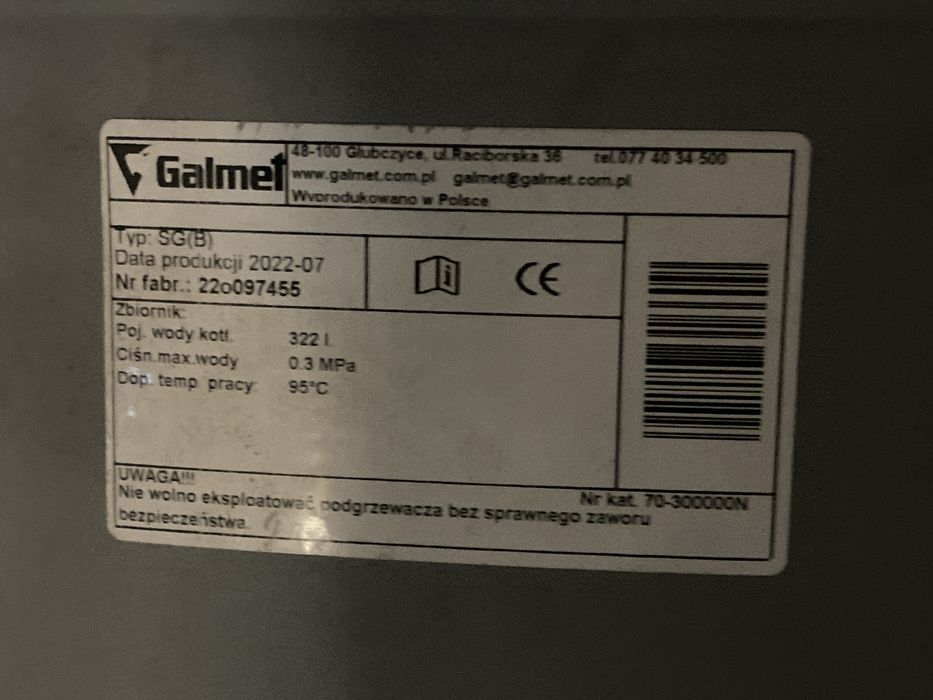 Galmet
48-100 Głubczyce, ul.Raciborska 36 tel.077 40 34 500
www.galmet.com.pl galmet@galmet.com.pl
Wyprodukowano w Polsce
Typ: SG(B)
Data produkcji 2022-07
Nr fabr.: 22o097455
i CE
Zbiornik:
Poj. wody kotł. 322 l.
Ciśn.max.wody 0.3 MPa
Dop. temp. pracy: 95°C
UWAGA!!!
Nr kat. 70-300000N
Nie wolno eksploatować podgrzewacza bez sprawnego zaworu
bezpieczeństwa.